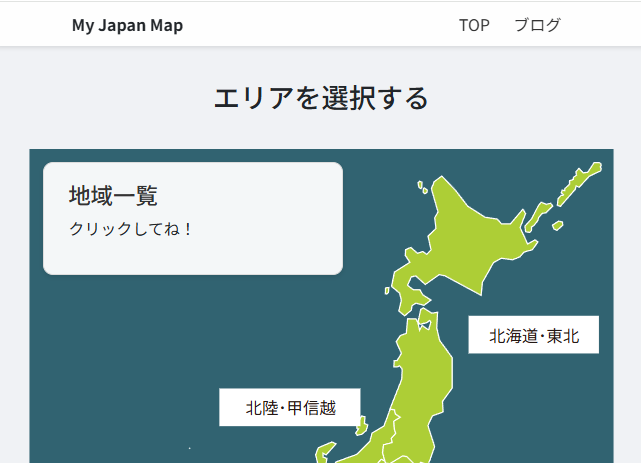 My Japan Map
TOP ブログ
エリアを選択する
地域一覧
クリックしてね！
北海道･東北
北陸･甲信越